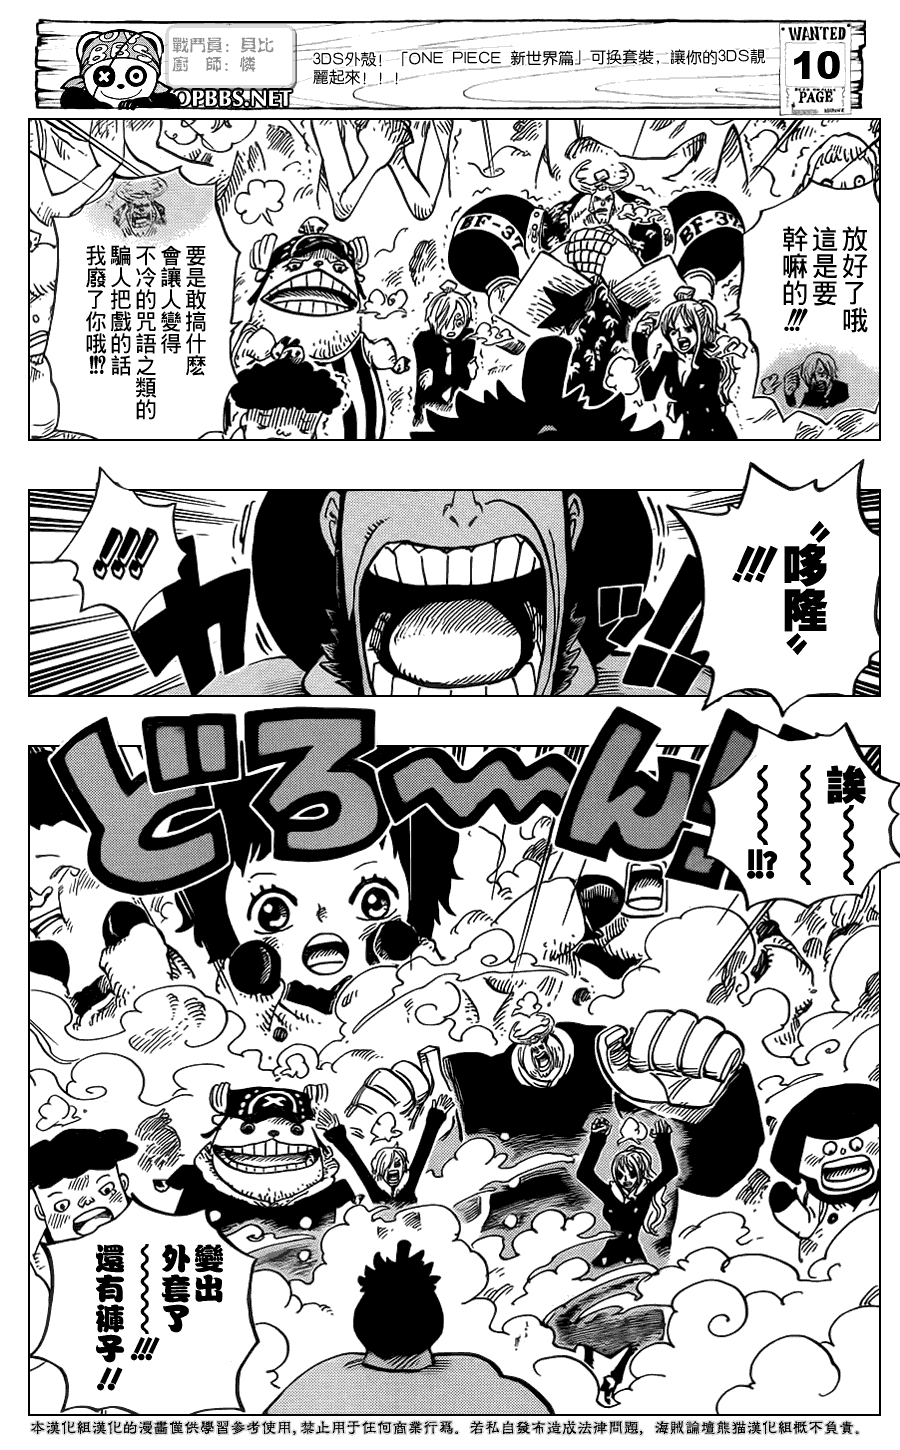 戰鬥員：貝比
廚　師：憐
OPBBS.NET
3DS外殼！「ONE PIECE 新世界篇」可換套裝，讓你的3DS靚
麗起來！！！
WANTED
10
PAGE
放好了哦
這是要
幹嘛的!!!
BF-37
BF-37
要是敢搞什麼
會讓人變得
不冷的咒語之類的
騙人把戲的話
我廢了你哦!!?
"哆隆"
!!!
!!!
カッ!!
どろ〜〜ん!
誒〜〜
〜〜
〜〜!!?
變出
外套了
〜〜!!!
還有褲子!!
本漢化組漢化的漫畫僅供學習參考使用,禁止用于任何商業行為。若私自發布造成法律問題，海賊論壇熊猫漢化組概不負責。